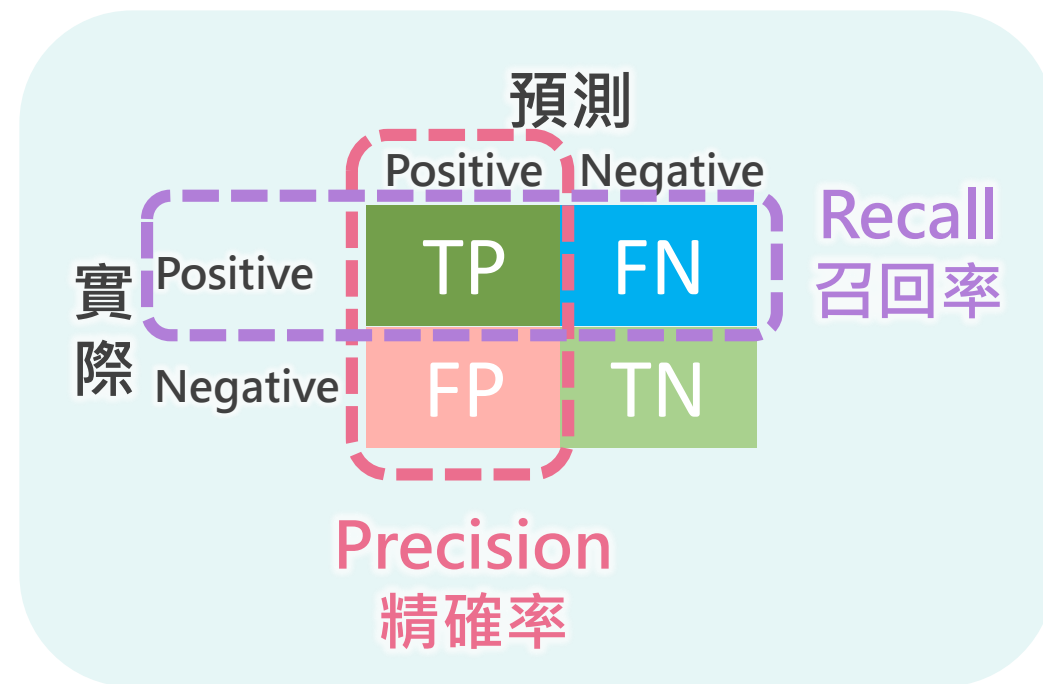 預測
Positive Negative
Positive TP FN
Recall
召回率
實際
Negative FP TN
Precision
精確率